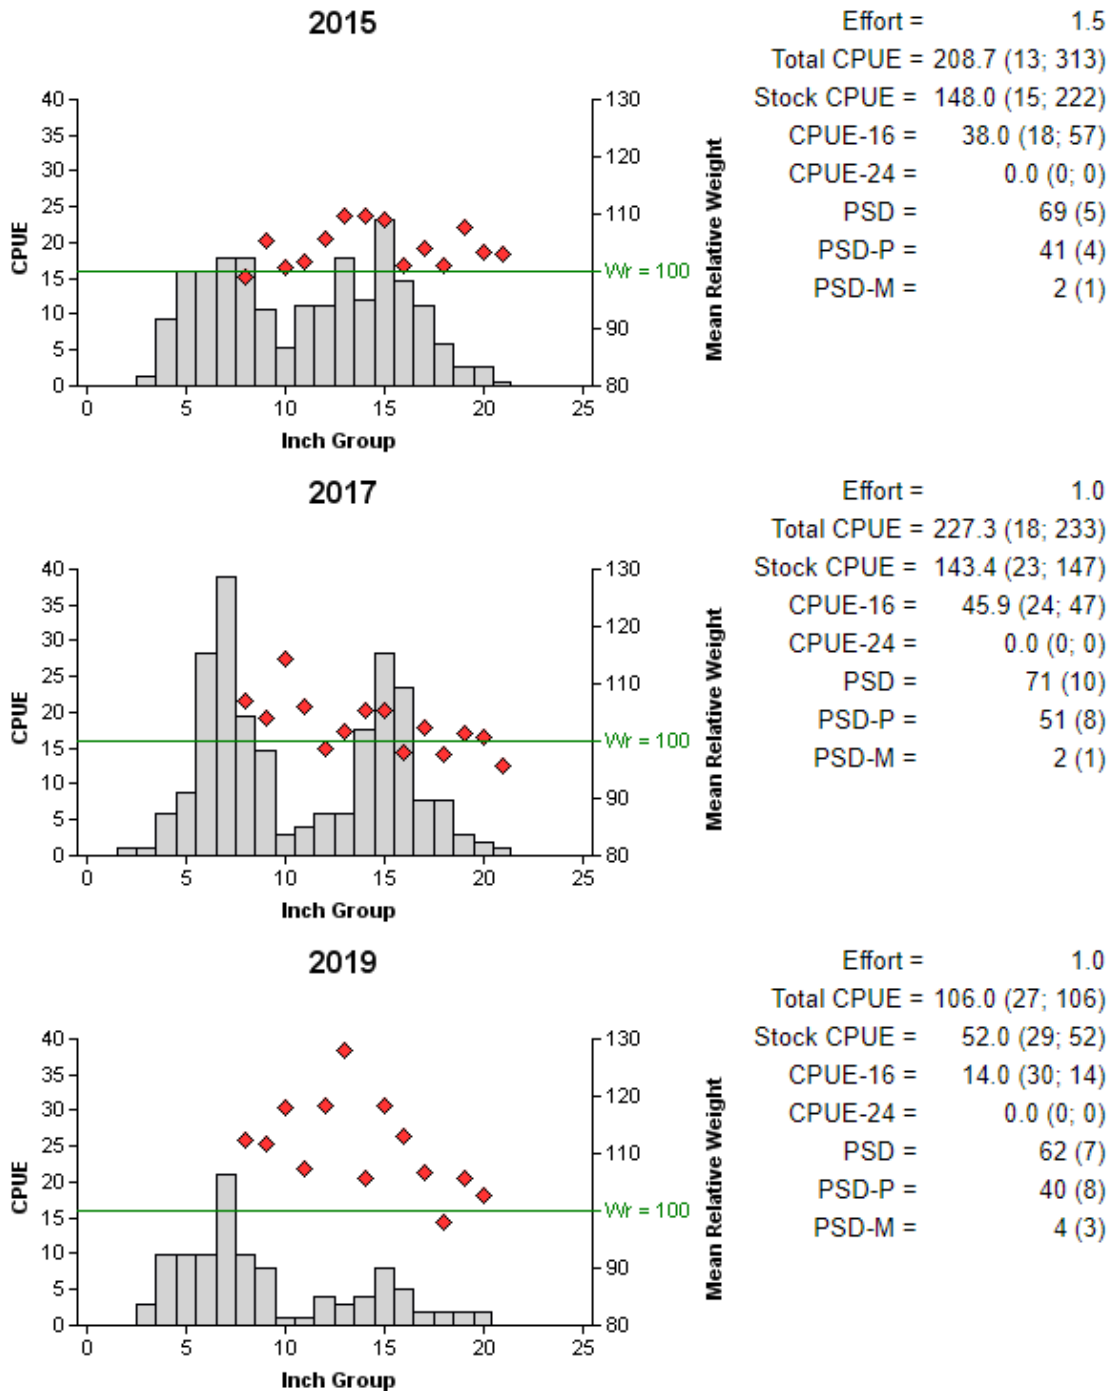 2015
Effort = 1.5
Total CPUE = 208.7 (13; 313)
Stock CPUE = 148.0 (15; 222)
CPUE-16 = 38.0 (18; 57)
CPUE-24 = 0.0 (0; 0)
PSD = 69 (5)
PSD-P = 41 (4)
PSD-M = 2 (1)
CPUE
40
35
30
25
20
15
10
5
0
0 5 10 15 20 25
Inch Group
130
120
110
Wr = 100
90
80
Mean Relative Weight
2017
Effort = 1.0
Total CPUE = 227.3 (18; 233)
Stock CPUE = 143.4 (23; 147)
CPUE-16 = 45.9 (24; 47)
CPUE-24 = 0.0 (0; 0)
PSD = 71 (10)
PSD-P = 51 (8)
PSD-M = 2 (1)
CPUE
40
35
30
25
20
15
10
5
0
0 5 10 15 20 25
Inch Group
130
120
110
Wr = 100
90
80
Mean Relative Weight
2019
Effort = 1.0
Total CPUE = 106.0 (27; 106)
Stock CPUE = 52.0 (29; 52)
CPUE-16 = 14.0 (30; 14)
CPUE-24 = 0.0 (0; 0)
PSD = 62 (7)
PSD-P = 40 (8)
PSD-M = 4 (3)
CPUE
40
35
30
25
20
15
10
5
0
0 5 10 15 20 25
Inch Group
130
120
110
Wr = 100
90
80
Mean Relative Weight